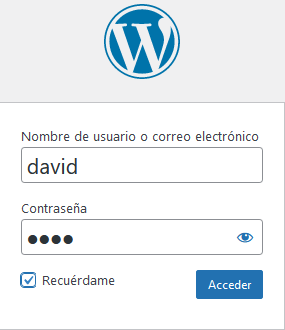 Nombre de usuario o correo electrónico
david
Contraseña
●●●●
Recuérdame
Acceder